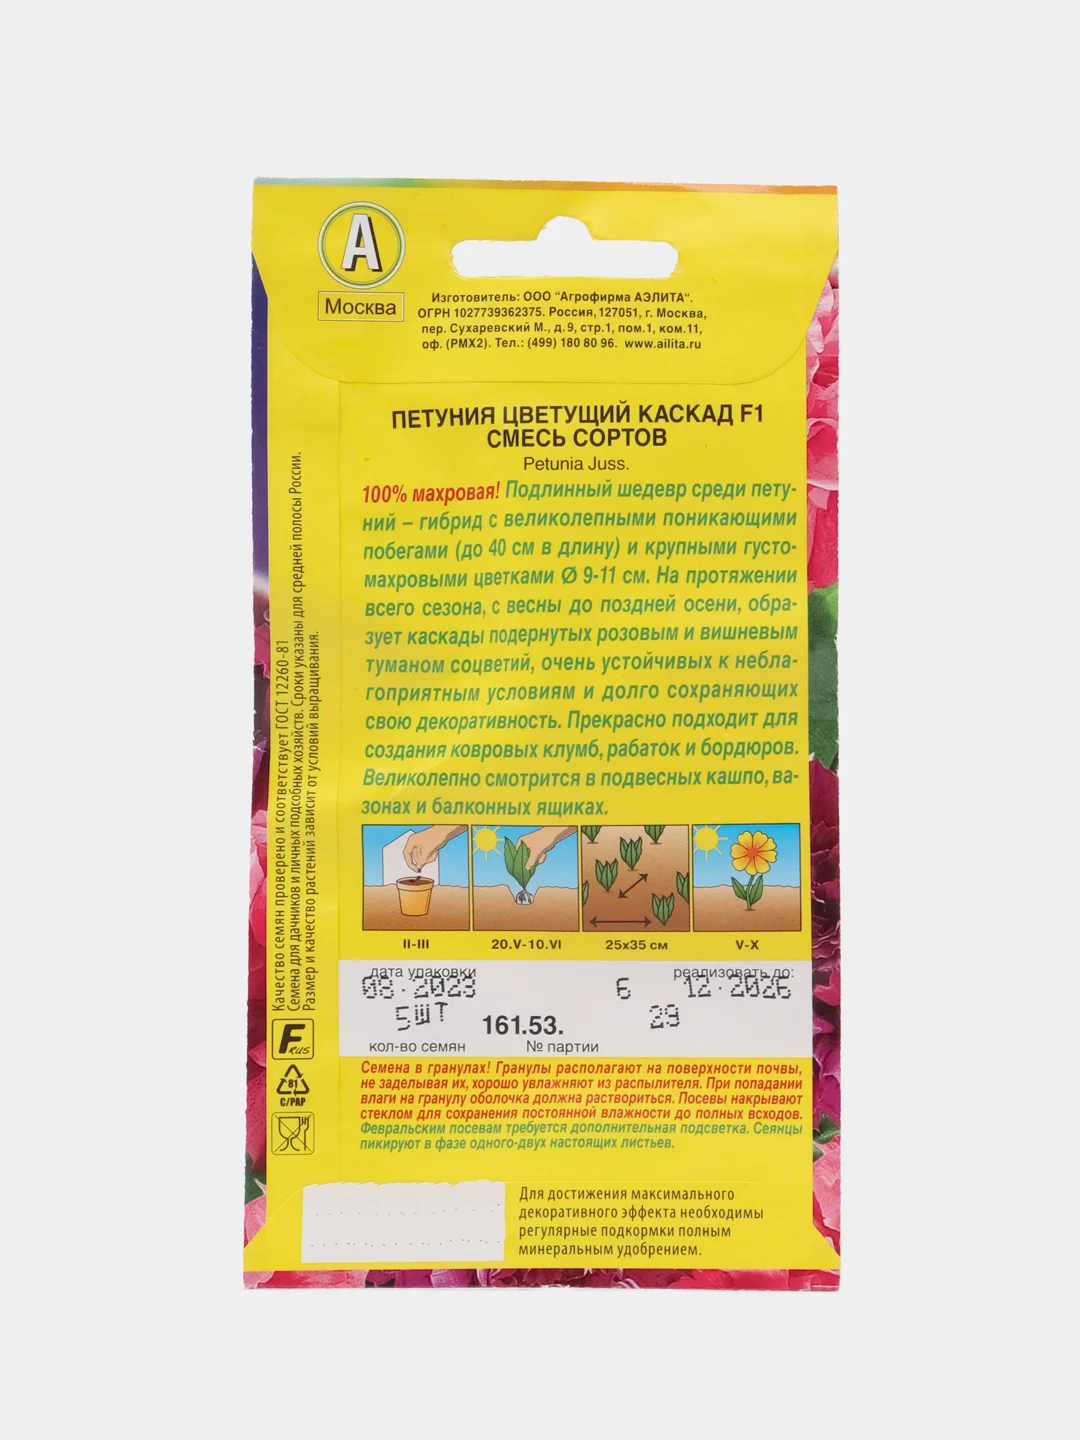 А
Москва
Изготовитель: ООО "Агрофирма АЭЛИТА".
ОГРН 1027739362375. Россия, 127051, г. Москва,
пер. Сухаревский М., д.9, стр.1, пом.1, ком.11,
оф. (РМХ2). Тел.: (499) 180 80 96. www.ailita.ru
ПЕТУНИЯ ЦВЕТУЩИЙ КАСКАД F1
СМЕСЬ СОРТОВ
Petunia Juss.
100% махровая! Подлинный шедевр среди пету-
ний – гибрид с великолепными поникающими
побегами (до 40 см в длину) и крупными густо-
махровыми цветками Ø 9-11 см. На протяжении
всего сезона, с весны до поздней осени, обра-
зует каскады подернутых розовым и вишневым
туманом соцветий, очень устойчивых к небла-
гоприятным условиям и долго сохраняющих
свою декоративность. Прекрасно подходит для
создания ковровых клумб, рабаток и бордюров.
Великолепно смотрится в подвесных кашпо, ва-
зонах и балконных ящиках.
II-III
20.V-10.VI
25x35 см
V-X
дата упаковки
реализовать до:
08.2023
6
12.2026
5шт
161.53.
29
кол-во семян
№ партии
Семена в гранулах! Гранулы располагают на поверхности почвы,
не заделывая их, хорошо увлажняют из распылителя. При попадании
влаги на гранулу оболочка должна раствориться. Посевы накрывают
стеклом для сохранения постоянной влажности до полных всходов.
Февральским посевам требуется дополнительная подсветка. Сеянцы
пикируют в фазе одного-двух настоящих листьев.
Для достижения максимального
декоративного эффекта необходимы
регулярные подкормки полным
минеральным удобрением.
Качество семян проверено и соответствует ГОСТ 12260-81
Семена для дачников и личных подсобных хозяйств. Сроки указаны для средней полосы России.
Размер и качество растений зависит от условий выращивания.
F RUS
81
C/PAP